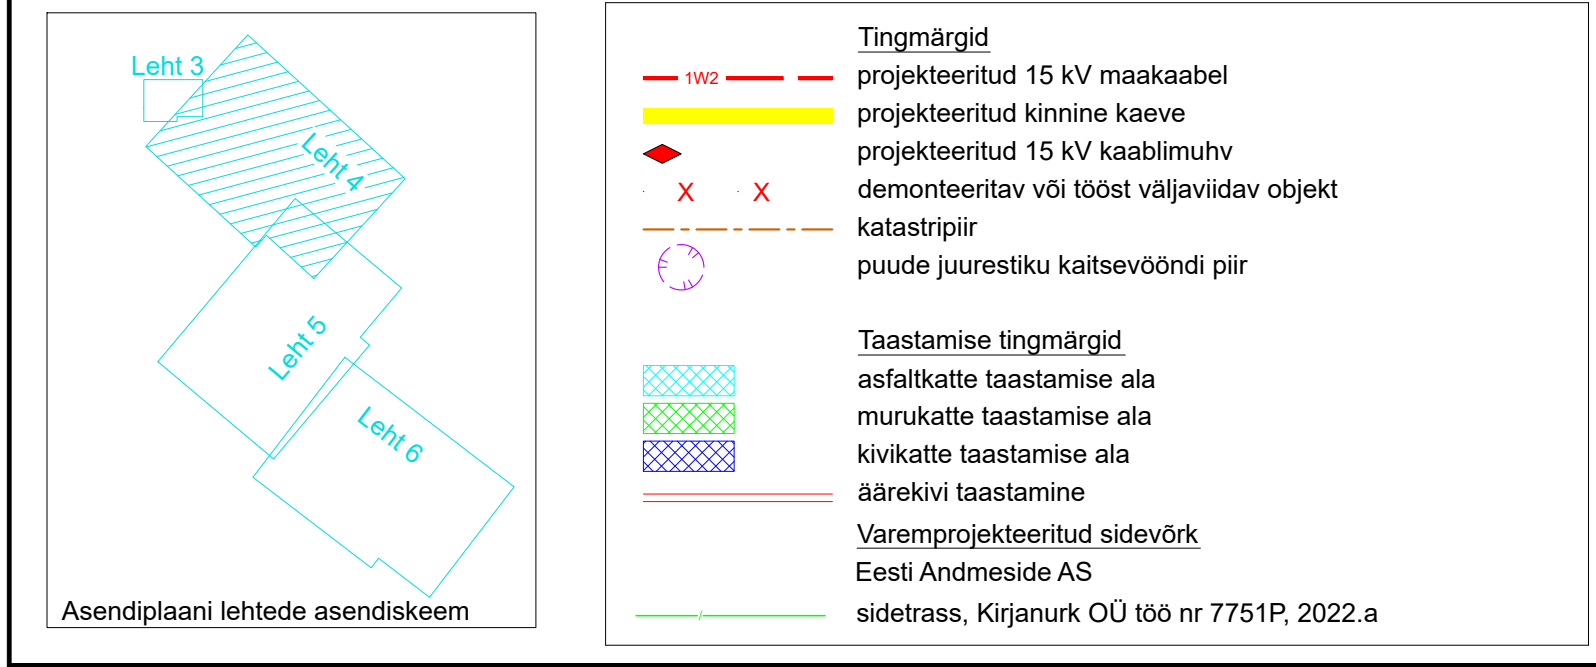 Leht 3
Leht 4
Leht 5
Leht 6
Asendiplaani lehtede asendiskeem
Tingmärgid
1W2
projekteeritud 15 kV maakaabel
projekteeritud kinnine kaeve
projekteeritud 15 kV kaablimuhv
X X
demonteeritav või tööst väljaviidav objekt
katastripiir
puude juurestiku kaitsevööndi piir
Taastamise tingmärgid
asfaltkatte taastamise ala
murukatte taastamise ala
kivikatte taastamise ala
äärekivi taastamine
Varemprojekteeritud sidevõrk
Eesti Andmeside AS
sidetrass, Kirjanurk OÜ töö nr 7751P, 2022.a